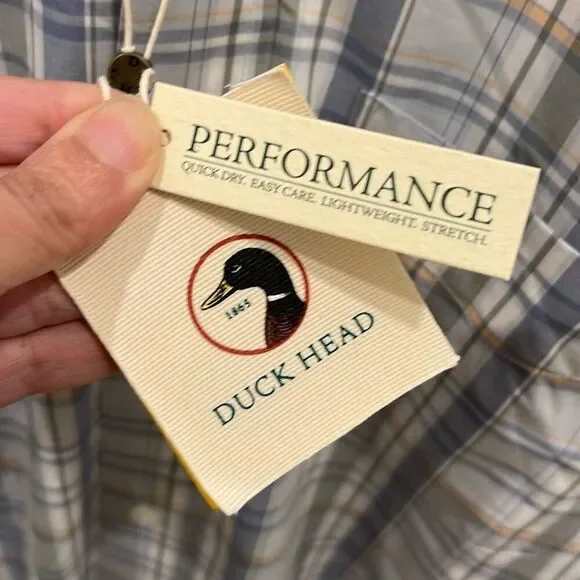 PERFORMANCE
QUICK DRY. EASY CARE. LIGHTWEIGHT. STRETCH.
1865
DUCK HEAD